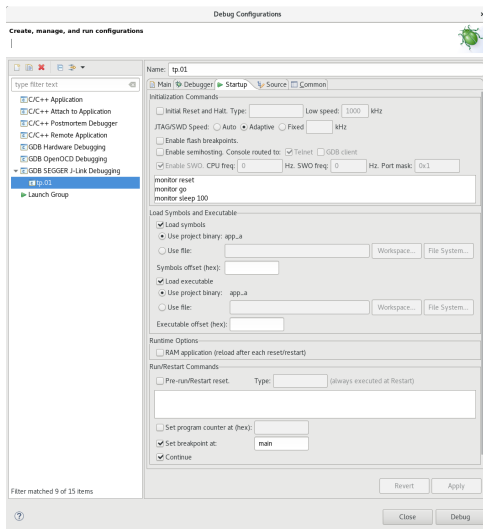 Debug Configurations
Create, manage, and run configurations
type filter text
C/C++ Application
C/C++ Attach to Application
C/C++ Postmortem Debugger
C/C++ Remote Application
GDB Hardware Debugging
GDB OpenOCD Debugging
GDB SEGGER J-Link Debugging
tp.01
Launch Group
Filter matched 9 of 15 items
Name: tp.01
Main Debugger Startup Source Common
Initialization Commands
Initial Reset and Halt. Type: Low speed: 1000 kHz
JTAG/SWD Speed: Auto Adaptive Fixed kHz
Enable flash breakpoints.
Enable semihosting. Console routed to: Telnet GDB client
Enable SWO. CPU freq: 0 Hz. SWO freq: 0 Hz. Port mask: 0x1
monitor reset
monitor go
monitor sleep 100
Load Symbols and Executable
Load symbols
Use project binary: app_a
Use file: Workspace... File System...
Symbols offset (hex):
Load executable
Use project binary: app_a
Use file: Workspace... File System...
Executable offset (hex):
Runtime Options
RAM application (reload after each reset/restart)
Run/Restart Commands
Pre-run/Restart reset. Type: (always executed at Restart)
Set program counter at (hex):
Set breakpoint at: main
Continue
Revert Apply
Close Debug